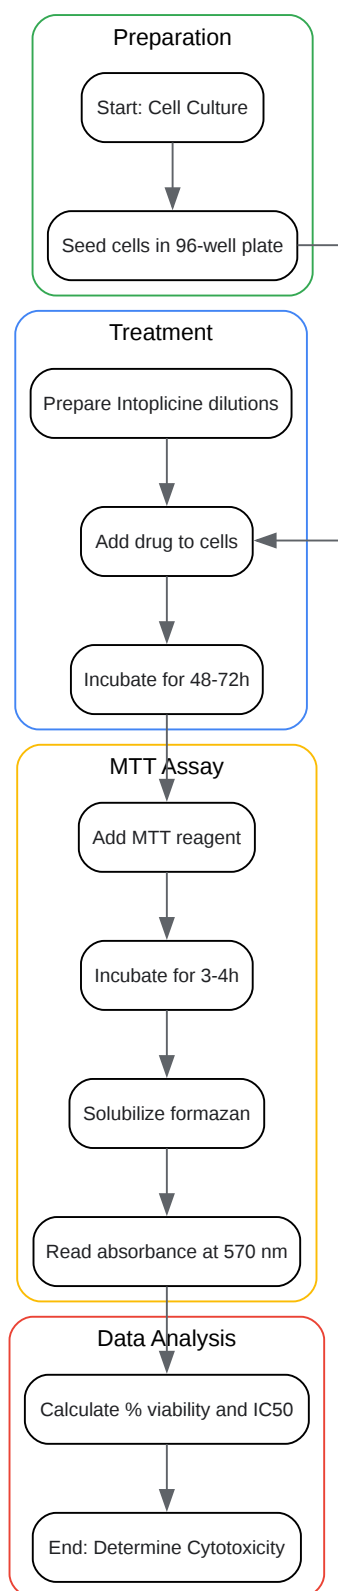 Preparation
Start: Cell Culture
Seed cells in 96-well plate
Treatment
Prepare Intoplicine dilutions
Add drug to cells
Incubate for 48-72h
MTT Assay
Add MTT reagent
Incubate for 3-4h
Solubilize formazan
Read absorbance at 570 nm
Data Analysis
Calculate % viability and IC50
End: Determine Cytotoxicity